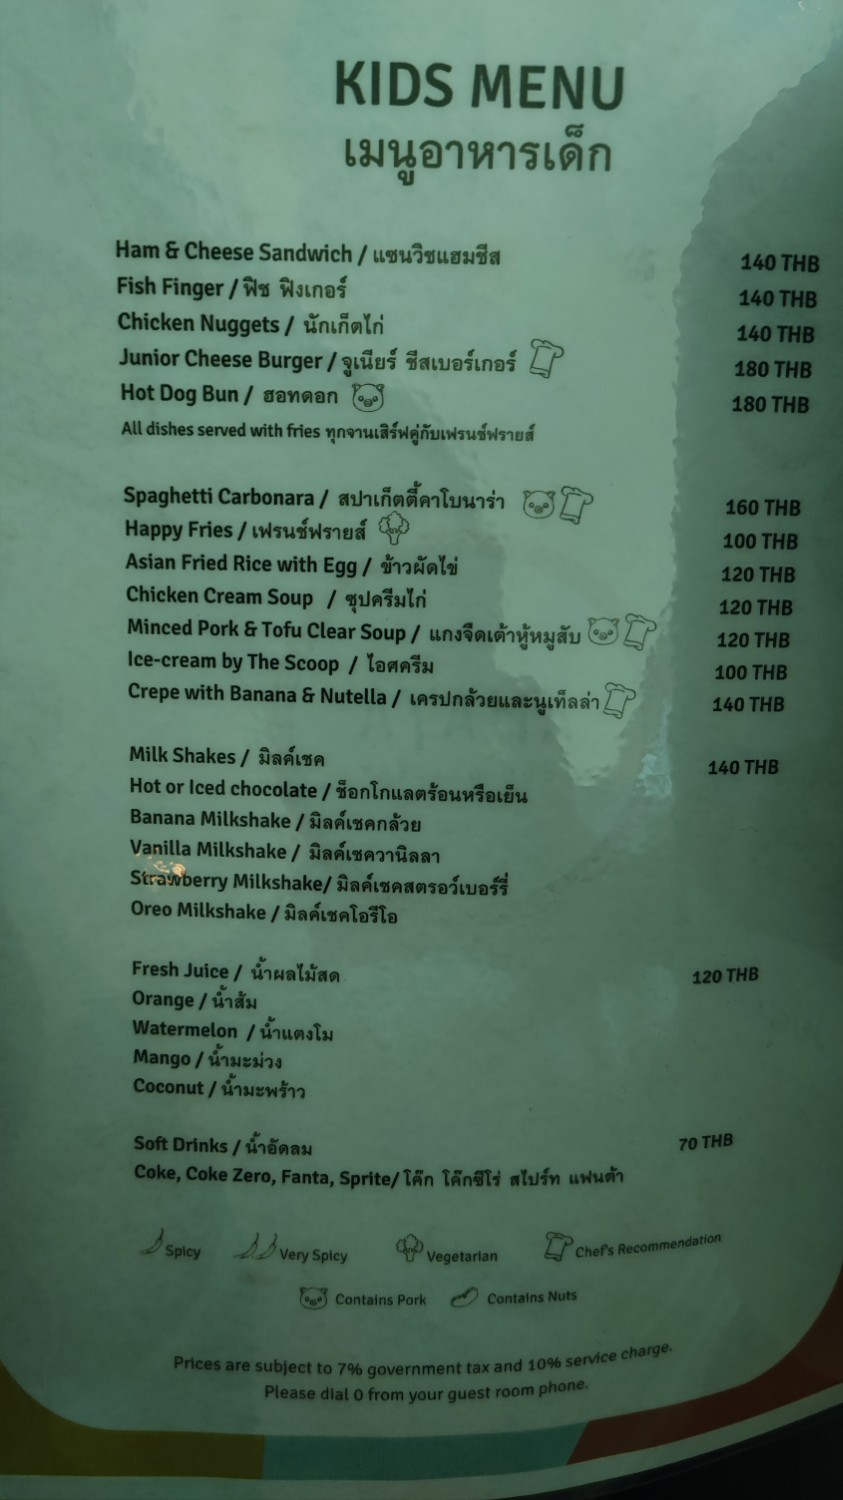 KIDS MENU
เมนูอาหารเด็ก
Ham & Cheese Sandwich / แซนวิชแฮมชีส 140 THB
Fish Finger / ฟิช ฟิงเกอร์ 140 THB
Chicken Nuggets / นักเก็ตไก่ 140 THB
Junior Cheese Burger / จูเนียร์ ชีสเบอร์เกอร์ 180 THB
Hot Dog Bun / ฮอทดอก 180 THB
All dishes served with fries ทุกจานเสิร์ฟคู่กับเฟรนช์ฟรายส์
Spaghetti Carbonara / สปาเก็ตตี้คาโบนาร่า 160 THB
Happy Fries / เฟรนช์ฟรายส์ 100 THB
Asian Fried Rice with Egg / ข้าวผัดไข่ 120 THB
Chicken Cream Soup / ซุปครีมไก่ 120 THB
Minced Pork & Tofu Clear Soup / แกงจืดเต้าหู้หมูสับ 120 THB
Ice-cream by The Scoop / ไอศครีม 100 THB
Crepe with Banana & Nutella / เครปกล้วยและนูเท็ลล่า 140 THB
Milk Shakes / มิลค์เชค 140 THB
Hot or Iced chocolate / ช็อกโกแลตร้อนหรือเย็น
Banana Milkshake / มิลค์เชคกล้วย
Vanilla Milkshake / มิลค์เชควานิลลา
Strawberry Milkshake/ มิลค์เชคสตรอว์เบอร์รี่
Oreo Milkshake / มิลค์เชคโอรีโอ
Fresh Juice / น้ำผลไม้สด 120 THB
Orange / น้ำส้ม
Watermelon / น้ำแตงโม
Mango / น้ำมะม่วง
Coconut / น้ำมะพร้าว
Soft Drinks / น้ำอัดลม 70 THB
Coke, Coke Zero, Fanta, Sprite/ โค๊ก โค๊กซีโร่ สไปร์ท แฟนต้า
Spicy Very Spicy Vegetarian Chef's Recommendation
Contains Pork Contains Nuts
Prices are subject to 7% government tax and 10% service charge.
Please dial 0 from your guest room phone.